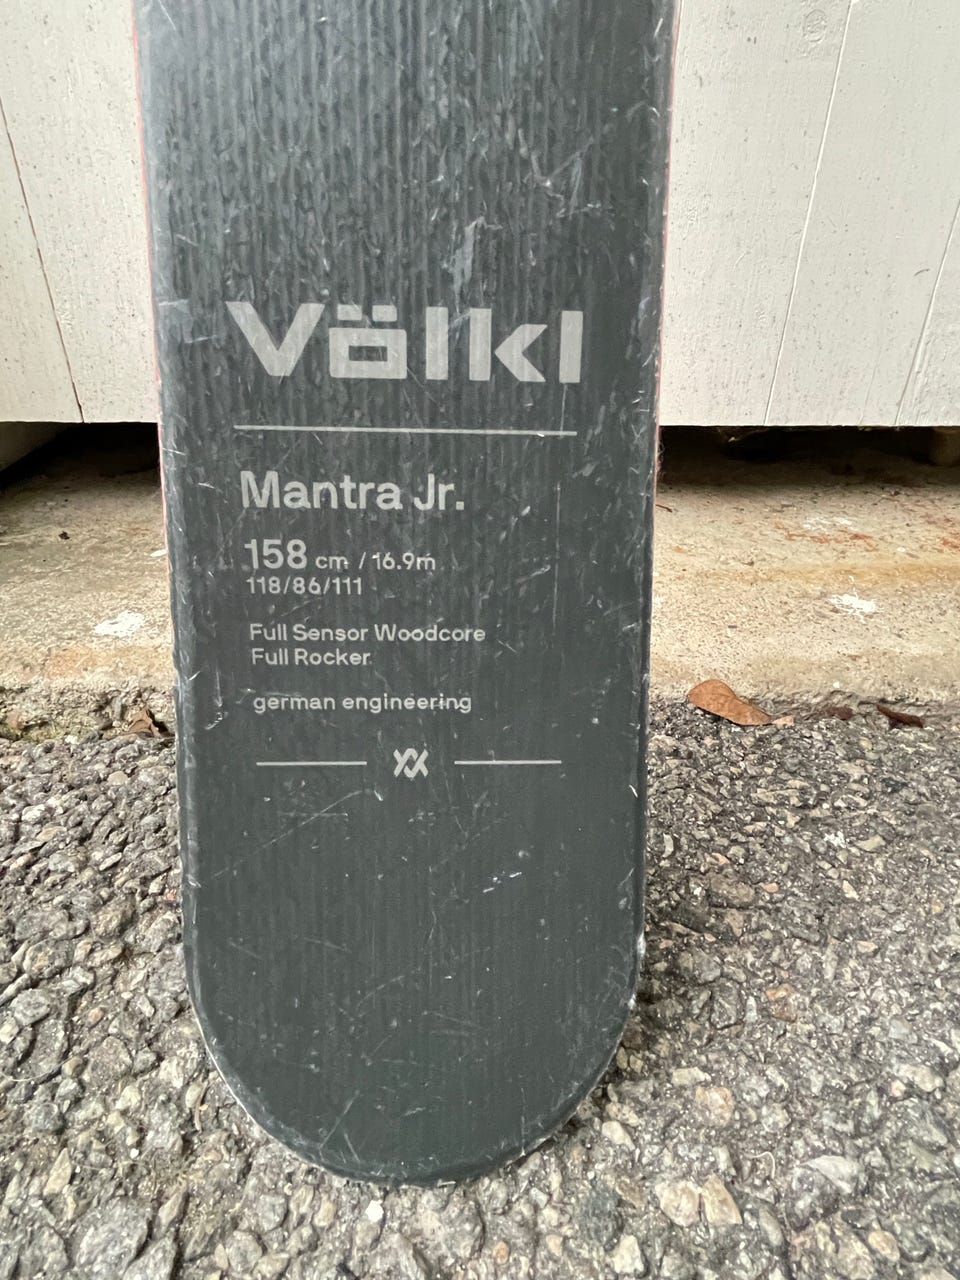 Völkl
Mantra Jr.
158 cm / 16.9m
118/86/111
Full Sensor Woodcore
Full Rocker
german engineering